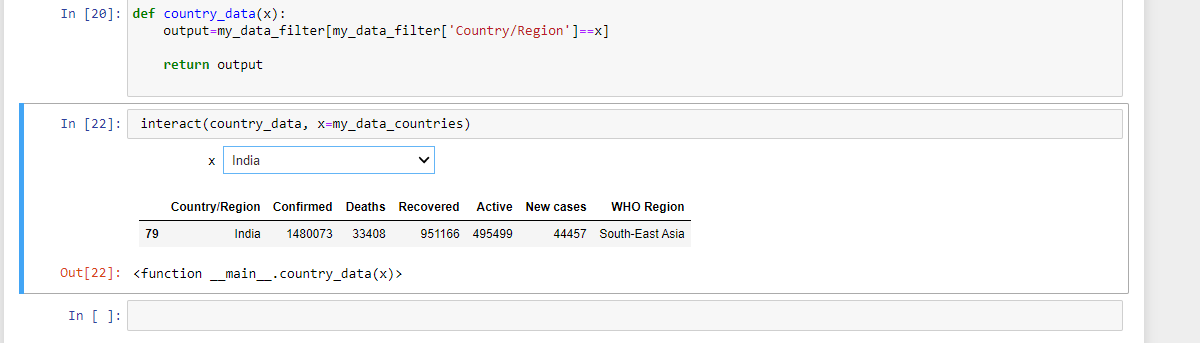 In [20]: def country_data(x):
output=my_data_filter[my_data_filter['Country/Region']==x]
return output
In [22]: interact(country_data, x=my_data_countries)
x India
Country/Region Confirmed Deaths Recovered Active New cases WHO Region
79 India 1480073 33408 951166 495499 44457 South-East Asia
Out[22]: <function __main__.country_data(x)>
In [ ]: